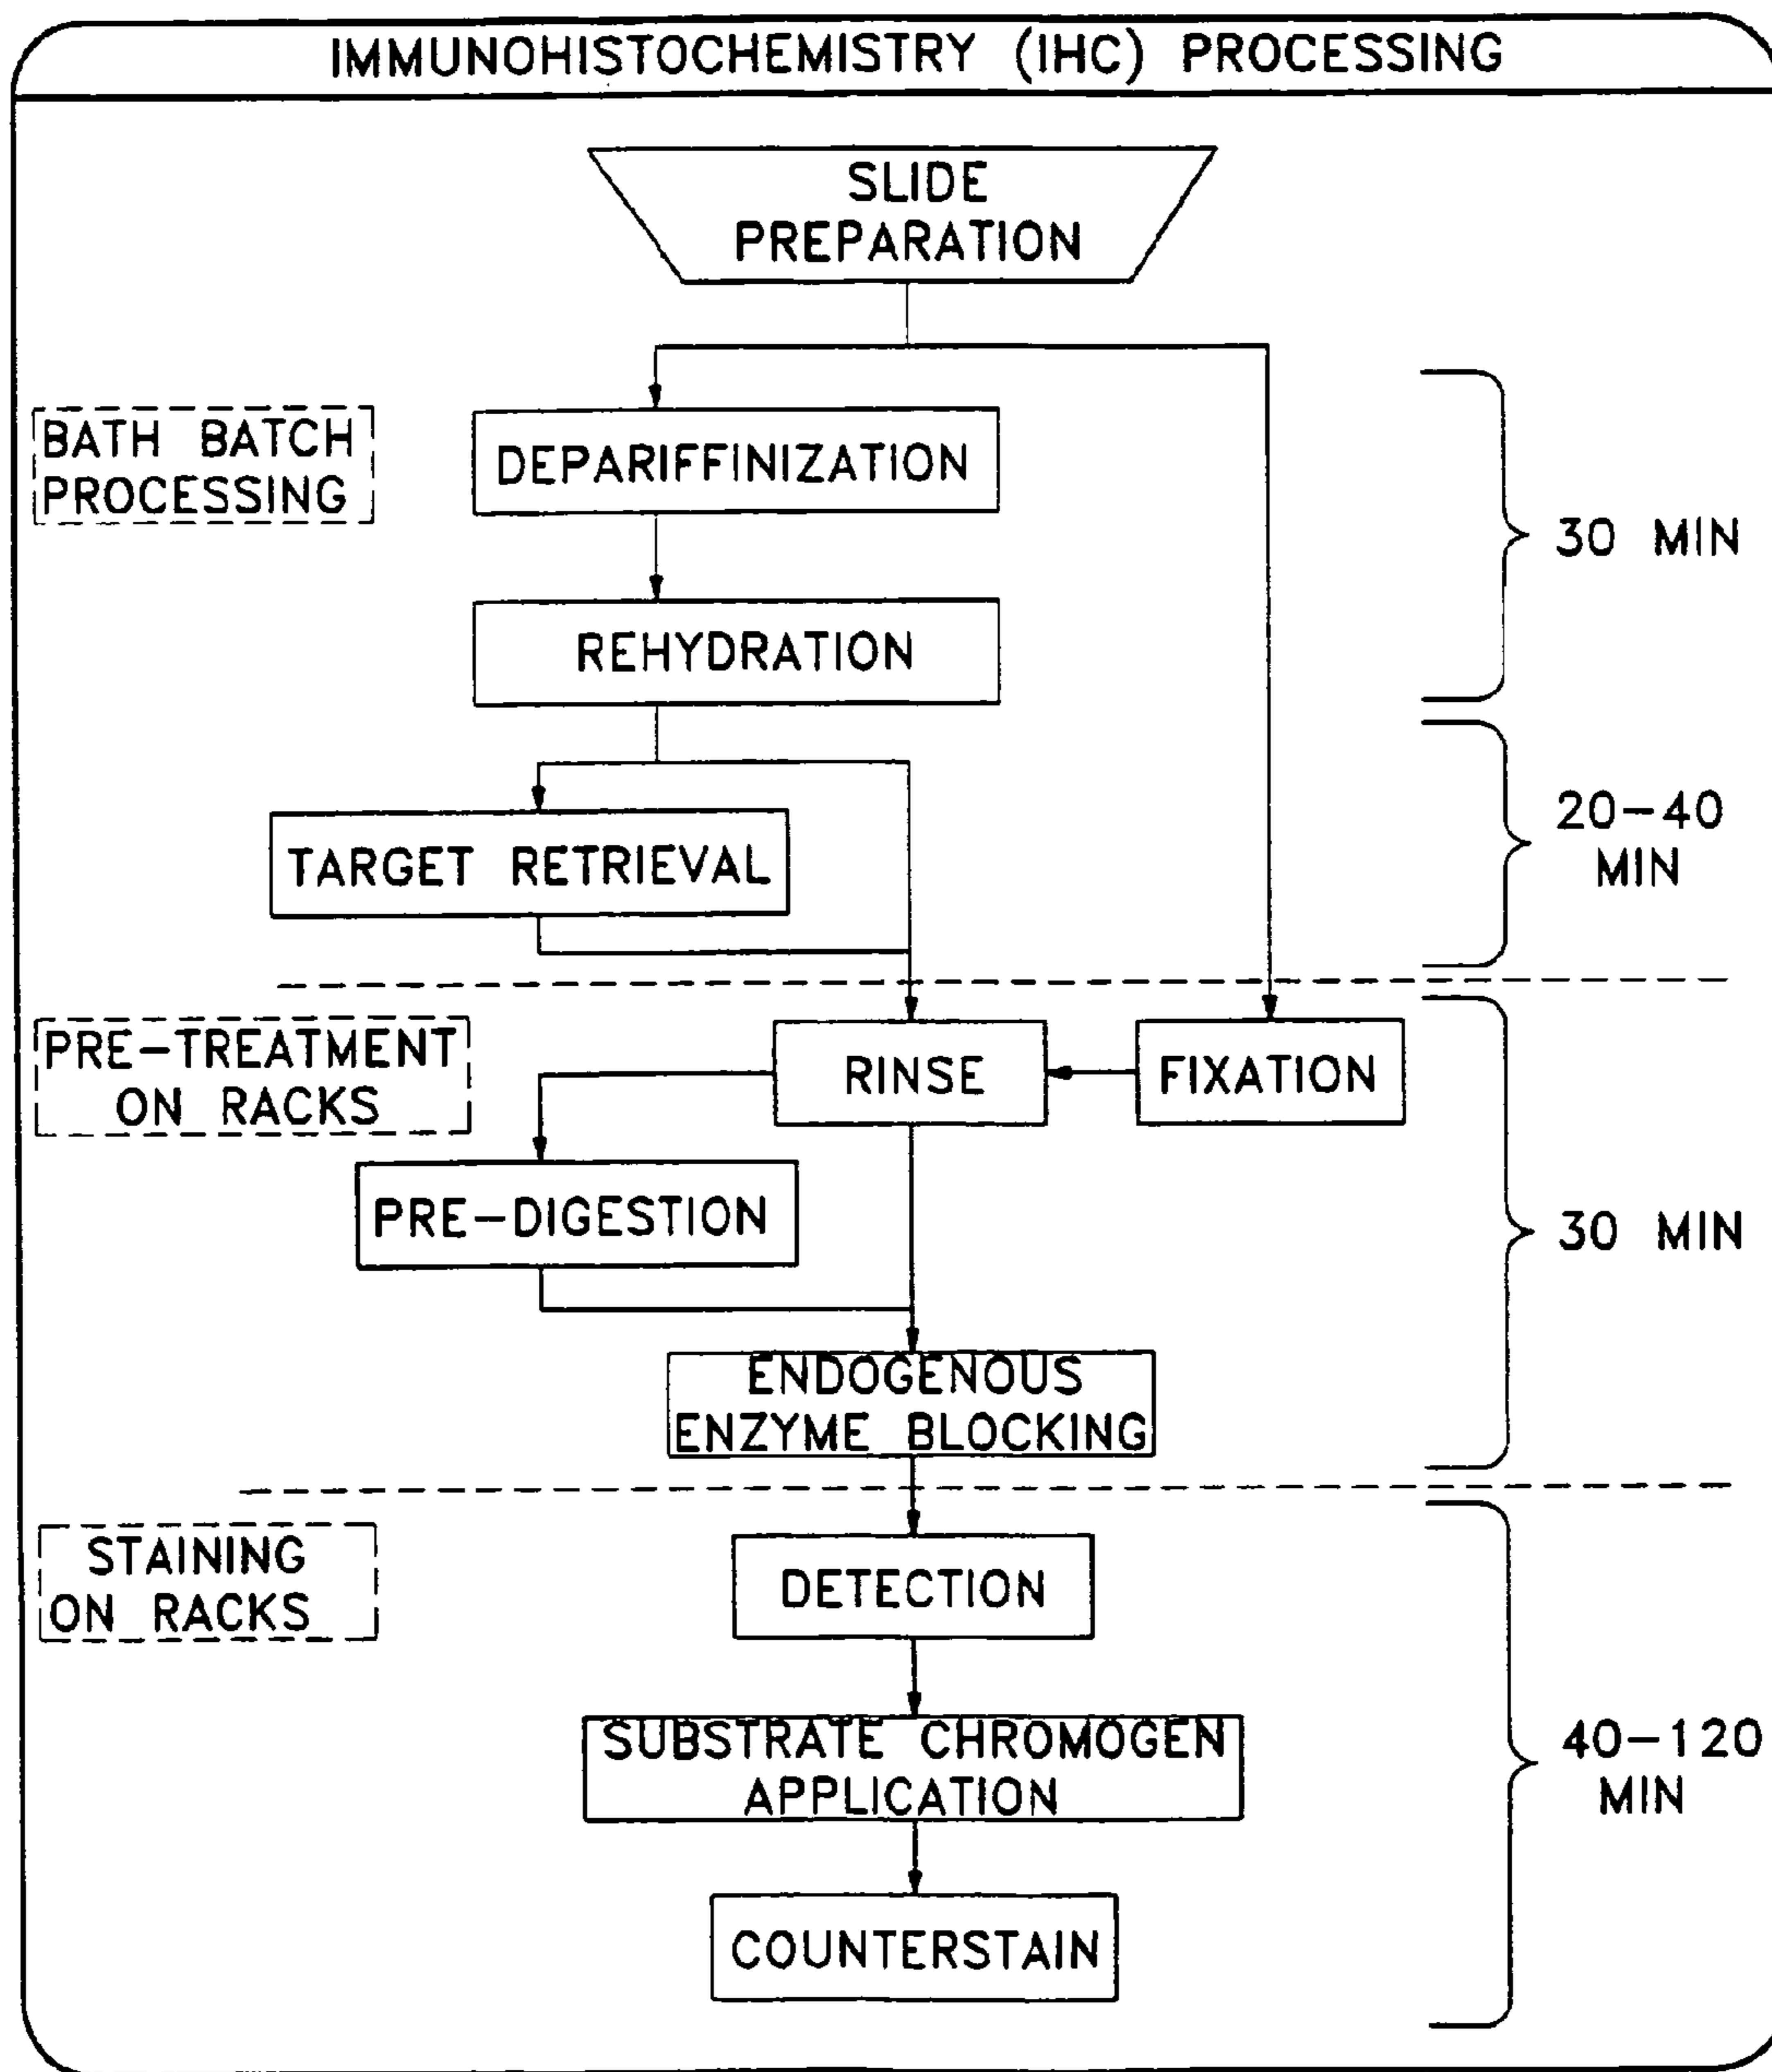 IMMUNOHISTOCHEMISTRY (IHC) PROCESSING
SLIDE
PREPARATION
BATH BATCH
PROCESSING
DEPARIFFINIZATION
30 MIN
REHYDRATION
TARGET RETRIEVAL
20-40
MIN
PRE-TREATMENT
ON RACKS
RINSE
FIXATION
PRE-DIGESTION
30 MIN
ENDOGENOUS
ENZYME BLOCKING
STAINING
ON RACKS
DETECTION
SUBSTRATE CHROMOGEN
APPLICATION
40-120
MIN
COUNTERSTAIN